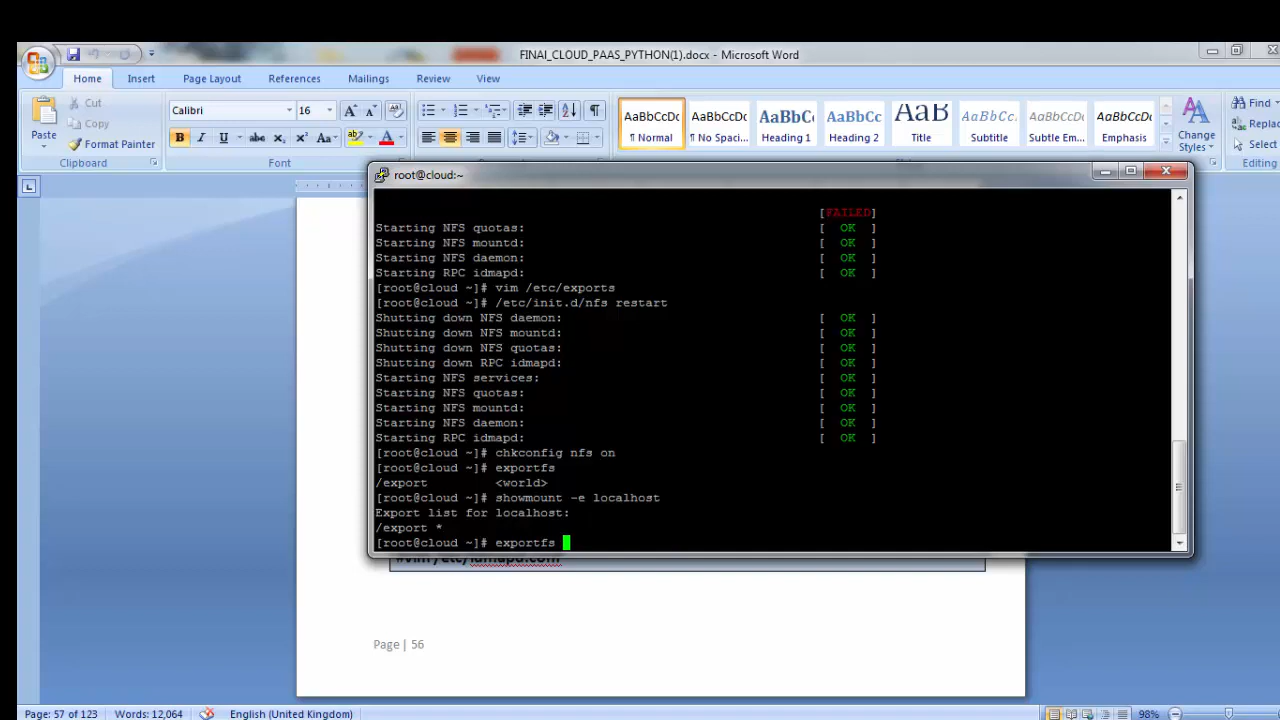 FINAL_CLOUD_PAAS_PYTHON(1).docx - Microsoft Word
Home Insert Page Layout References Mailings Review View
Paste
Cut
Copy
Format Painter
Clipboard
Calibri 16
Font
AaBbCcDc AaBbCcDc AaBbC AaBbCc AaB AaBbCc. AaBbCcDc AaBbCcDc
¶ Normal ¶ No Spaci... Heading 1 Heading 2 Title Subtitle Subtle Em... Emphasis
Change Styles
Find
Replac
Select
Editing
root@cloud:~
[FAILED]
Starting NFS quotas: [ OK ]
Starting NFS mountd: [ OK ]
Starting NFS daemon: [ OK ]
Starting RPC idmapd: [ OK ]
[root@cloud ~]# vim /etc/exports
[root@cloud ~]# /etc/init.d/nfs restart
Shutting down NFS daemon: [ OK ]
Shutting down NFS mountd: [ OK ]
Shutting down NFS quotas: [ OK ]
Shutting down RPC idmapd: [ OK ]
Starting NFS services: [ OK ]
Starting NFS quotas: [ OK ]
Starting NFS mountd: [ OK ]
Starting NFS daemon: [ OK ]
Starting RPC idmapd: [ OK ]
[root@cloud ~]# chkconfig nfs on
[root@cloud ~]# exportfs
/export <world>
[root@cloud ~]# showmount -e localhost
Export list for localhost:
/export *
[root@cloud ~]# exportfs
Page | 56
Page: 57 of 123 Words: 12,064 English (United Kingdom) 98%